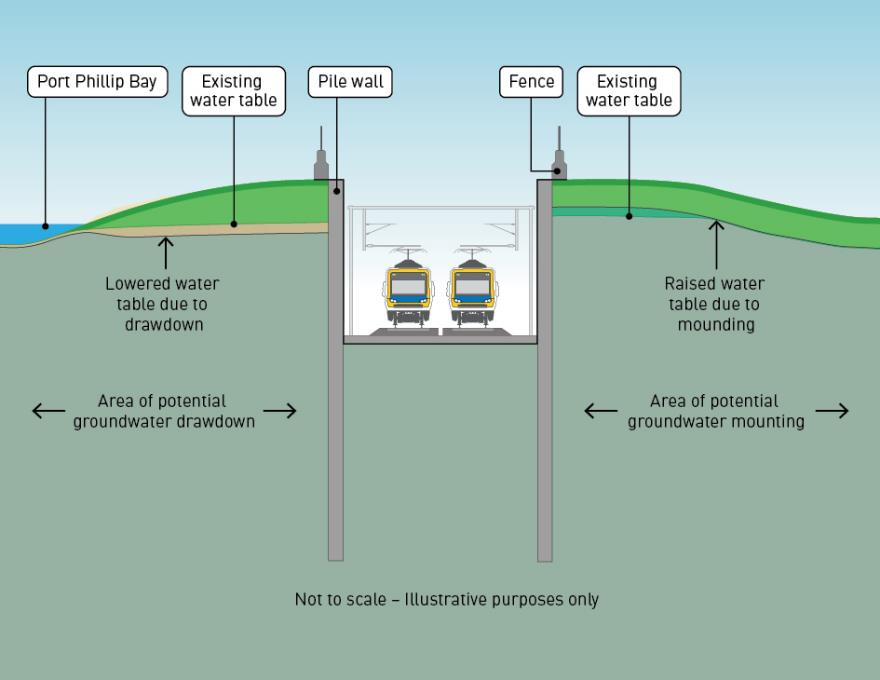 Port Phillip Bay
Existing
water table
Pile wall
Fence
Existing
water table
Lowered water
table due to
drawdown
Raised water
table due to
mounding
Area of potential
groundwater drawdown
Area of potential
groundwater mounting
Not to scale – Illustrative purposes only